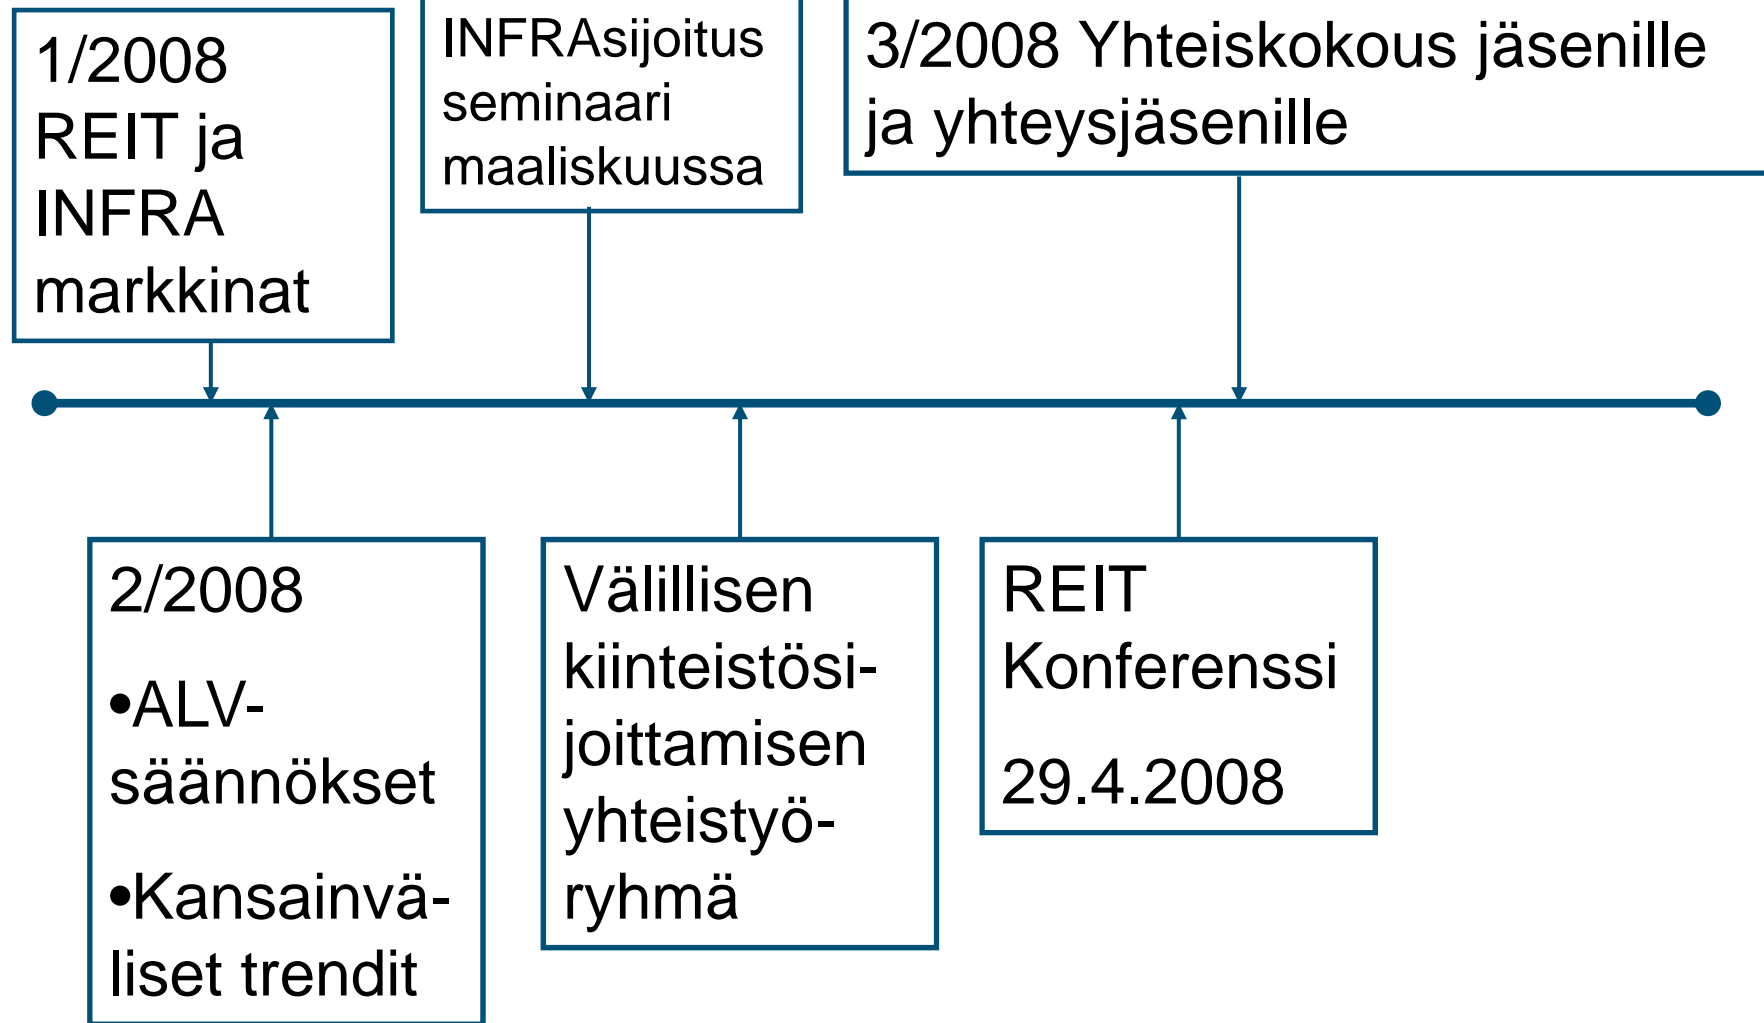 1/2008
REIT ja
INFRA
markkinat
INFRAsijoitus
seminaari
maaliskuussa
3/2008 Yhteiskokous jäsenille
ja yhteysjäsenille
2/2008
•ALV-
säännökset
•Kansainvä-
liset trendit
Välillisen
kiinteistösi-
joittamisen
yhteistyö-
ryhmä
REIT
Konferenssi
29.4.2008